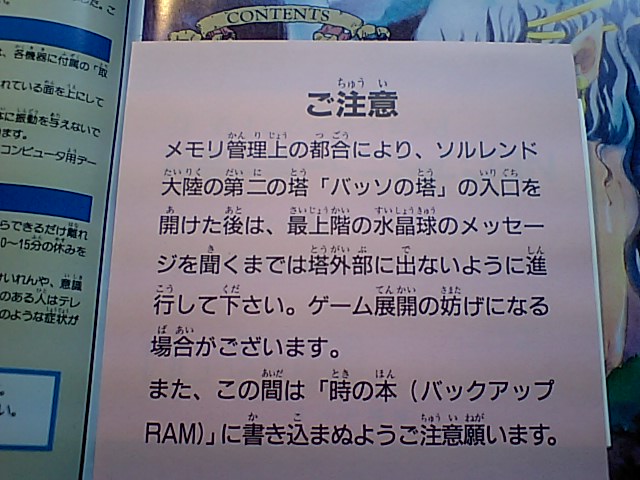 CONTENTS
は、各機器に付属の「取
れている面を上にして
に振動を与えないで
ます。
コンピュータ用デー
らできるだけ離れ
0～15分の休みを
けいれんや、意識
のある人はテレ
のような症状が
い。
ご注意
メモリ管理上の都合により、ソルレンド
大陸の第二の塔「バッソの塔」の入口を
開けた後は、最上階の水晶球のメッセー
ジを聞くまでは塔外部に出ないように進
行して下さい。ゲーム展開の妨げになる
場合がございます。
また、この間は「時の本（バックアップ
RAM）」に書き込まぬようご注意願います。